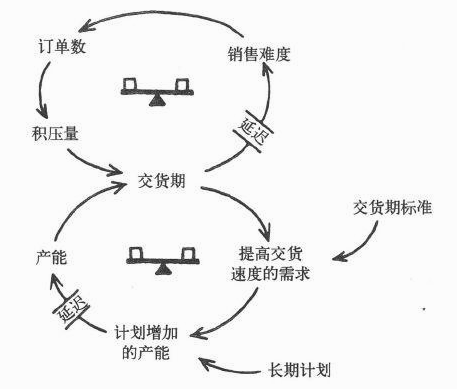 订单数
销售难度
延迟
积压量
交货期
交货期标准
产能
提高交货
速度的需求
延迟
计划增加
的产能
长期计划